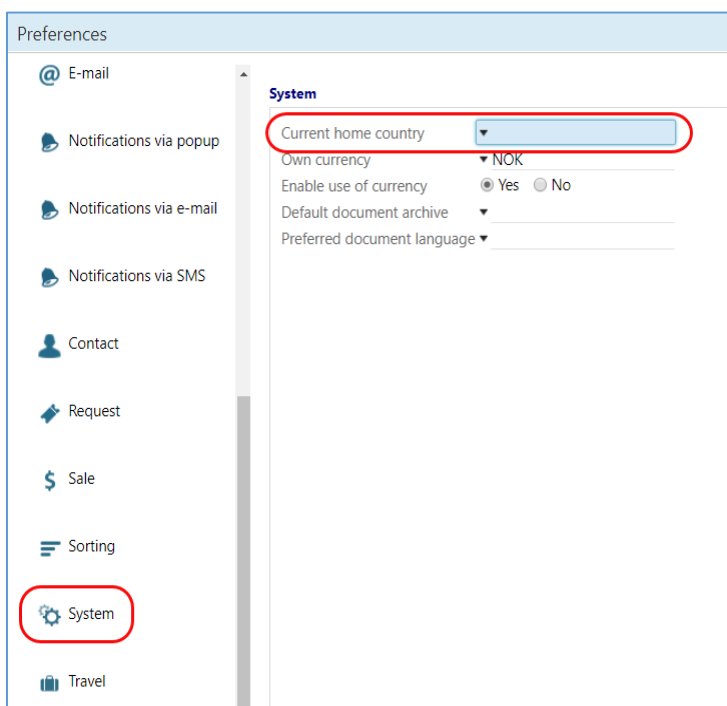 Preferences
E-mail
Notifications via popup
Notifications via e-mail
Notifications via SMS
Contact
Request
Sale
Sorting
System
Travel
System
Current home country
Own currency NOK
Enable use of currency Yes No
Default document archive
Preferred document language